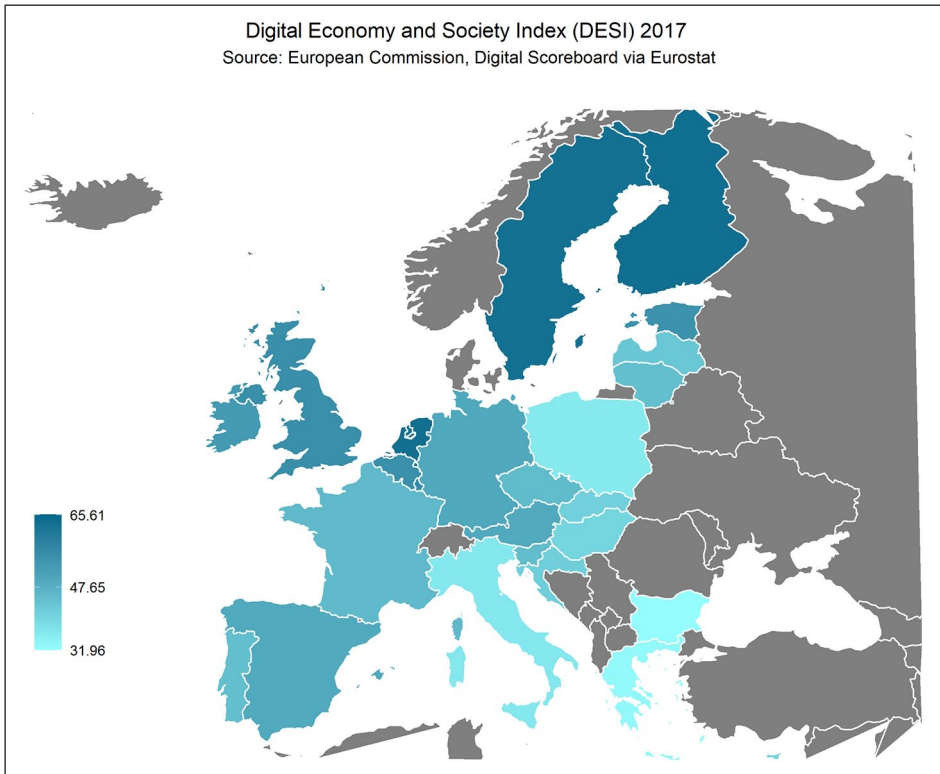 Digital Economy and Society Index (DESI) 2017
Source: European Commission, Digital Scoreboard via Eurostat
65.61
47.65
31.96